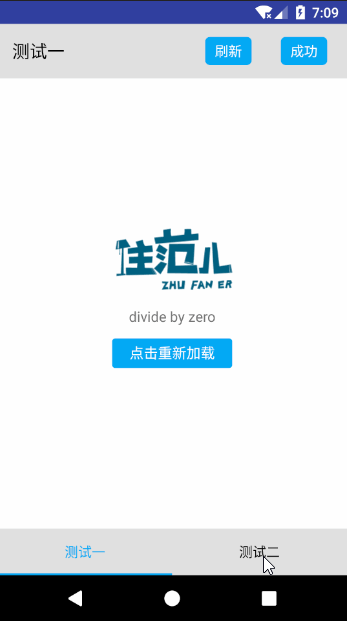 7:09
测试一
刷新
成功
住范儿
ZHU FAN ER
divide by zero
点击重新加载
测试一
测试二